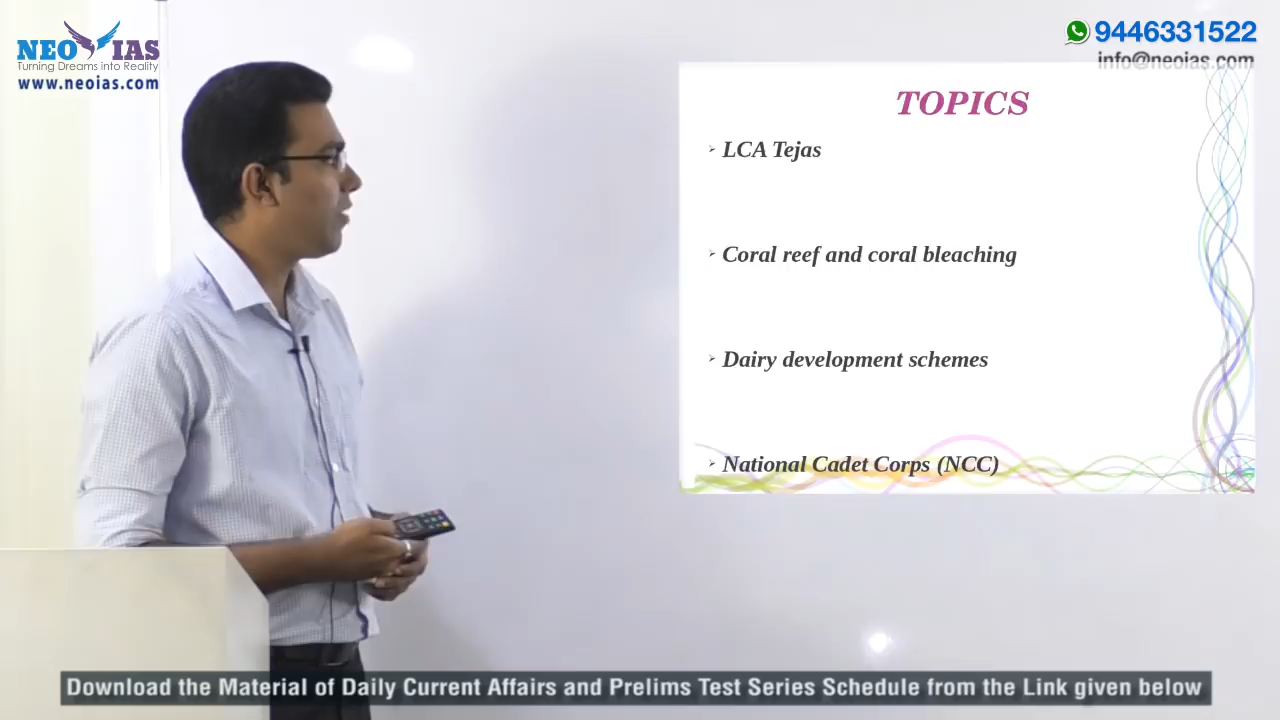 NEO IAS
Turning Dreams into Reality
www.neoias.com
9446331522
info@neoias.com
TOPICS
LCA Tejas
Coral reef and coral bleaching
Dairy development schemes
National Cadet Corps (NCC)
Download the Material of Daily Current Affairs and Prelims Test Series Schedule from the Link given below